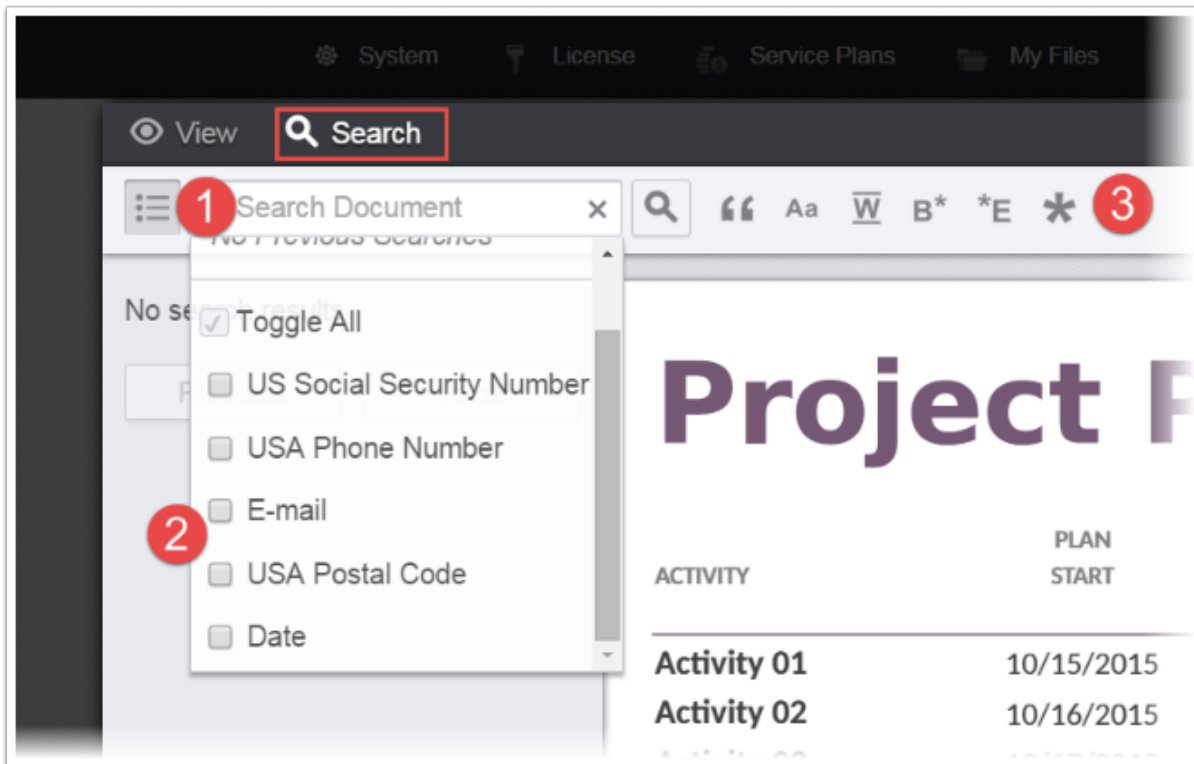 System License Service Plans My Files
View Search
1 Search Document 3
No Previous Searches
No search results
Toggle All
US Social Security Number
USA Phone Number
2
E-mail
USA Postal Code
Date
“ Aa W B* *E *
Project P
PLAN
ACTIVITY START
Activity 01 10/15/2015
Activity 02 10/16/2015